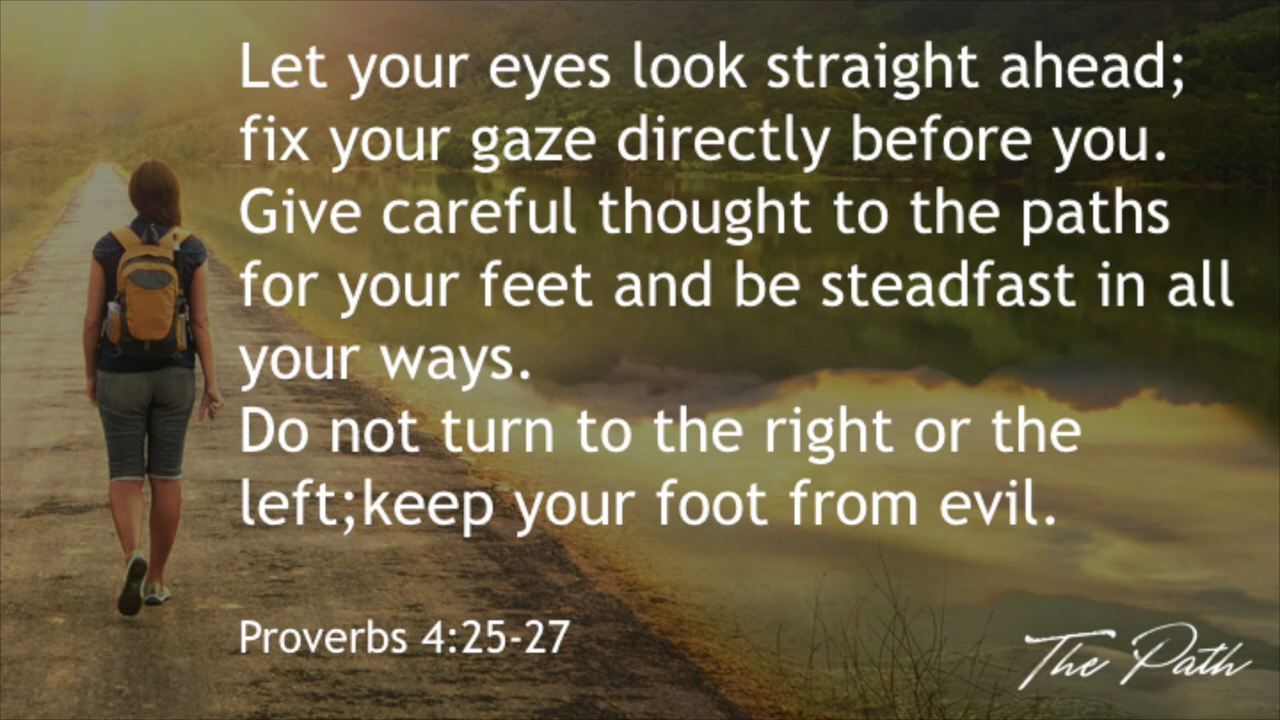 Let your eyes look straight ahead;
fix your gaze directly before you.
Give careful thought to the paths
for your feet and be steadfast in all
your ways.
Do not turn to the right or the
left;keep your foot from evil.
Proverbs 4:25-27
The Path